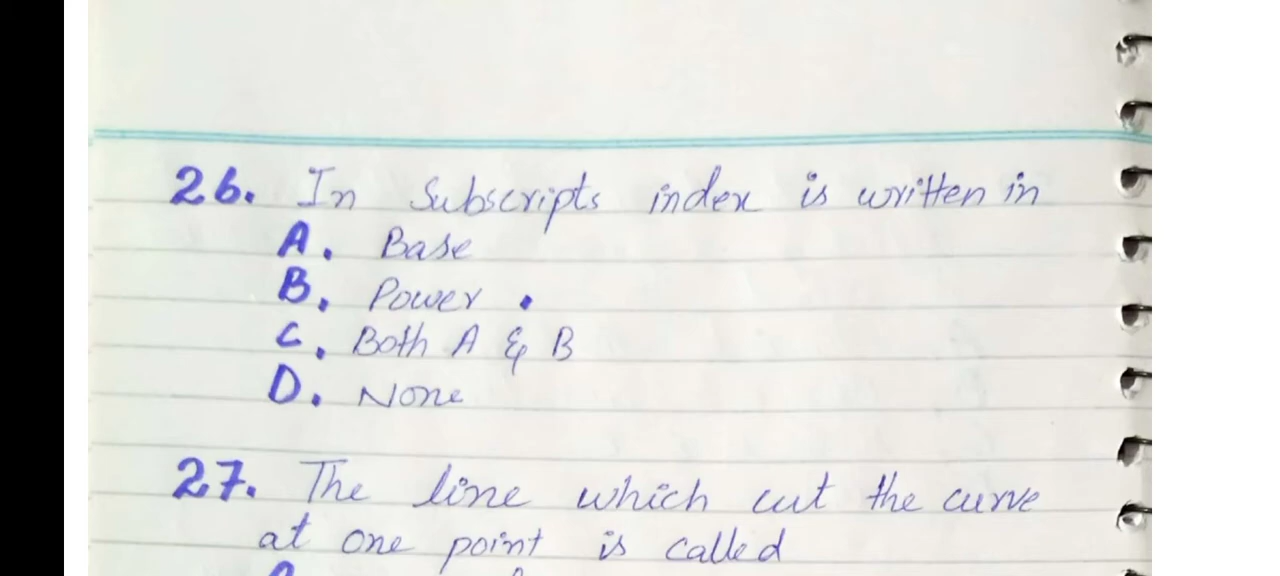 26. In Subscripts index is written in
A. Base
B. Power .
C. Both A & B
D. None
27. The line which cut the curve
at one point is called